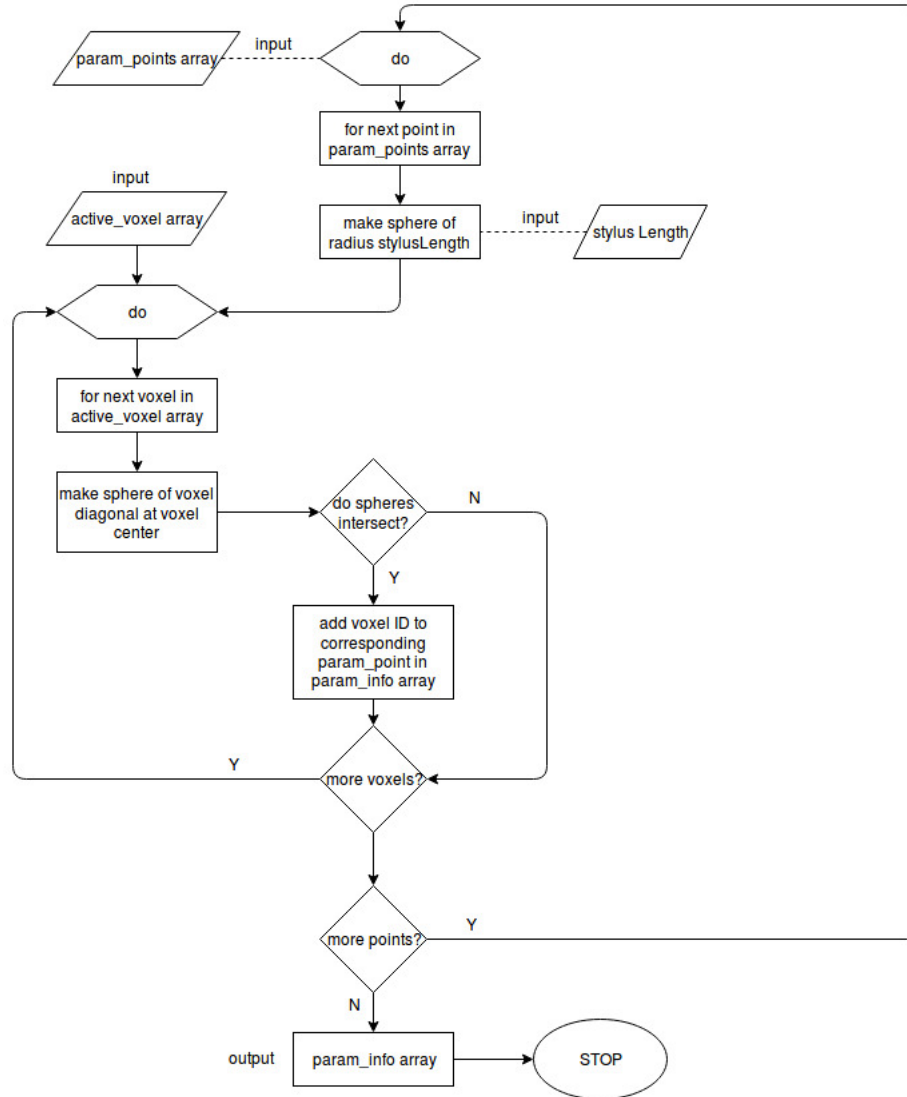 input
param_points array
do
for next point in
param_points array
input
active_voxel array
make sphere of
radius stylusLength
input
stylus Length
do
for next voxel in
active_voxel array
make sphere of voxel
diagonal at voxel
center
do spheres
intersect?
N
Y
add voxel ID to
corresponding
param_point in
param_info array
Y
more voxels?
more points?
Y
N
output
param_info array
STOP